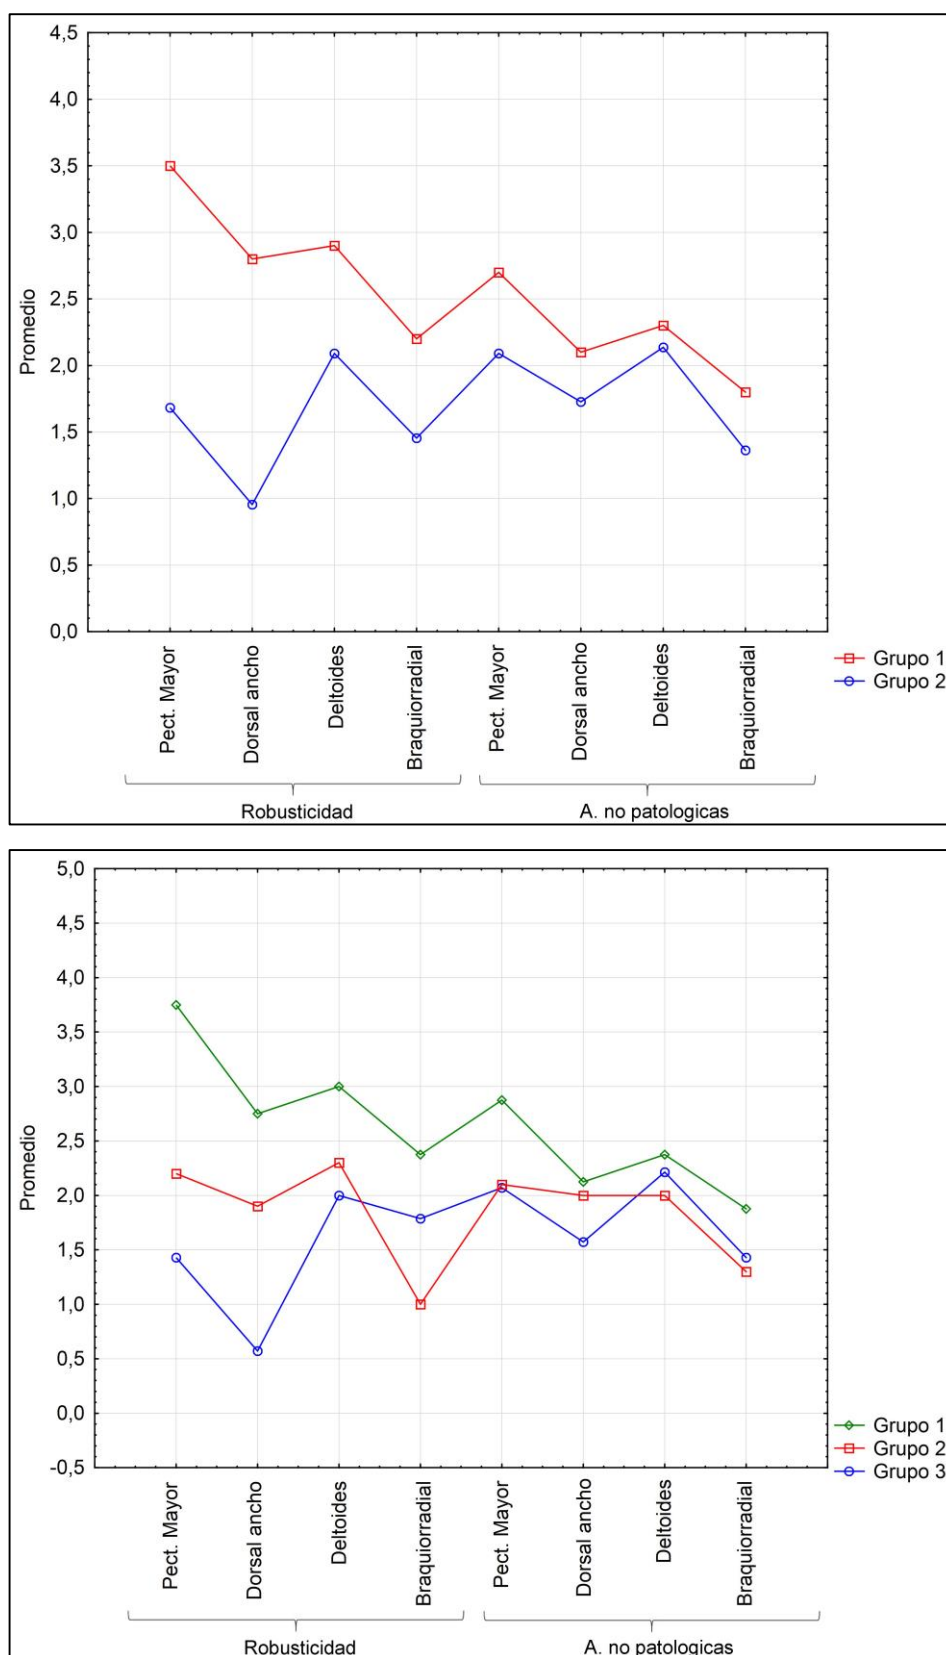 4,5
4,0
3,5
3,0
2,5
2,0
1,5
1,0
0,5
0,0
Promedio
Pect. Mayor
Dorsal ancho
Deltoides
Braquiorradial
Pect. Mayor
Dorsal ancho
Deltoides
Braquiorradial
Robusticidad
A. no patologicas
Grupo 1
Grupo 2
5,0
4,5
4,0
3,5
3,0
2,5
2,0
1,5
1,0
0,5
0,0
-0,5
Promedio
Pect. Mayor
Dorsal ancho
Deltoides
Braquiorradial
Pect. Mayor
Dorsal ancho
Deltoides
Braquiorradial
Robusticidad
A. no patologicas
Grupo 1
Grupo 2
Grupo 3